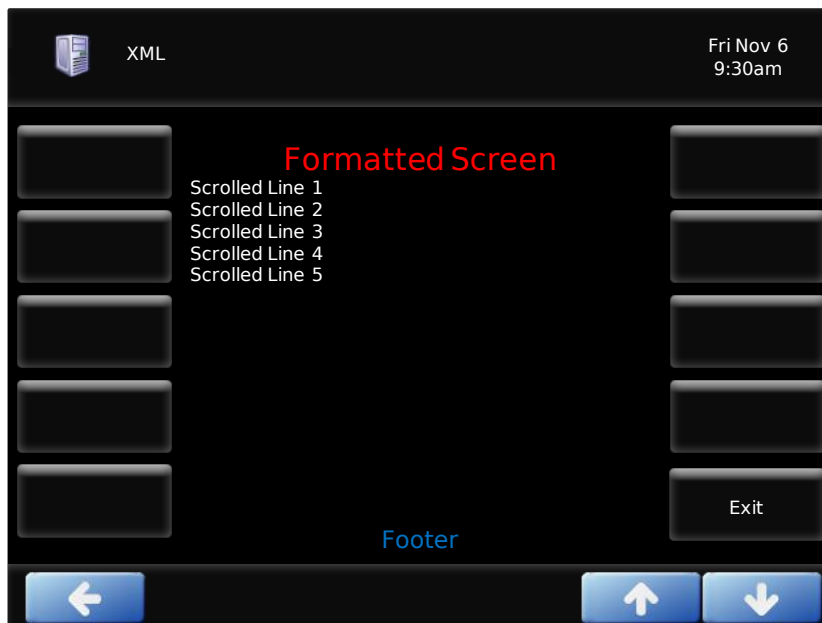 XML
Fri Nov 6
9:30am
Formatted Screen
Scrolled Line 1
Scrolled Line 2
Scrolled Line 3
Scrolled Line 4
Scrolled Line 5
Exit
Footer